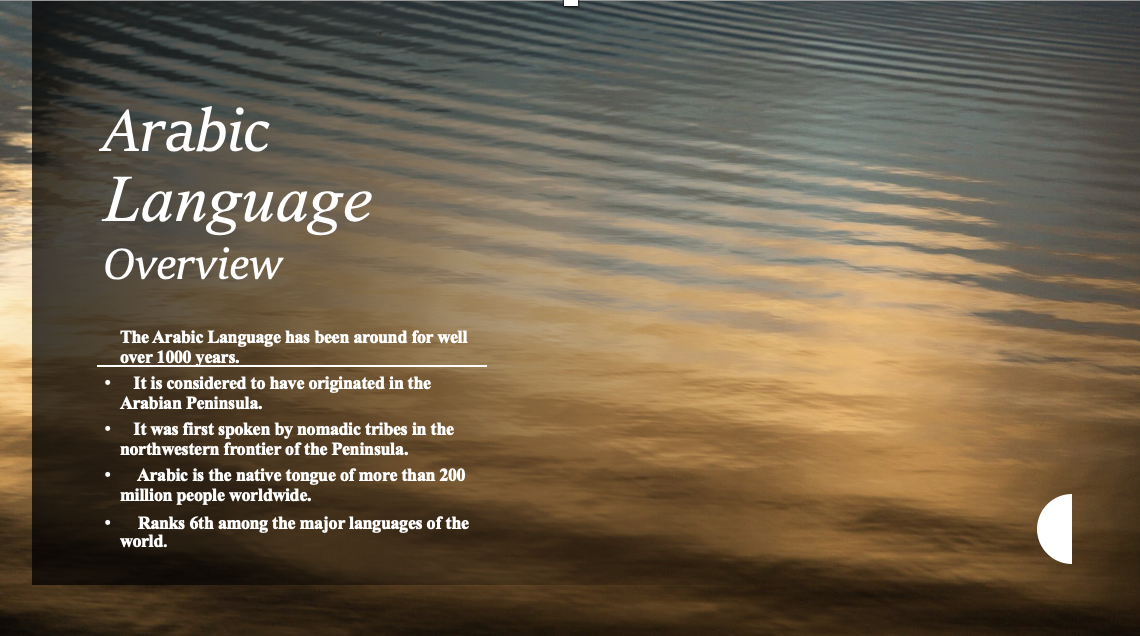 Arabic
Language
Overview
The Arabic Language has been around for well
over 1000 years.
• It is considered to have originated in the
Arabian Peninsula.
• It was first spoken by nomadic tribes in the
northwestern frontier of the Peninsula.
• Arabic is the native tongue of more than 200
million people worldwide.
• Ranks 6th among the major languages of the
world.